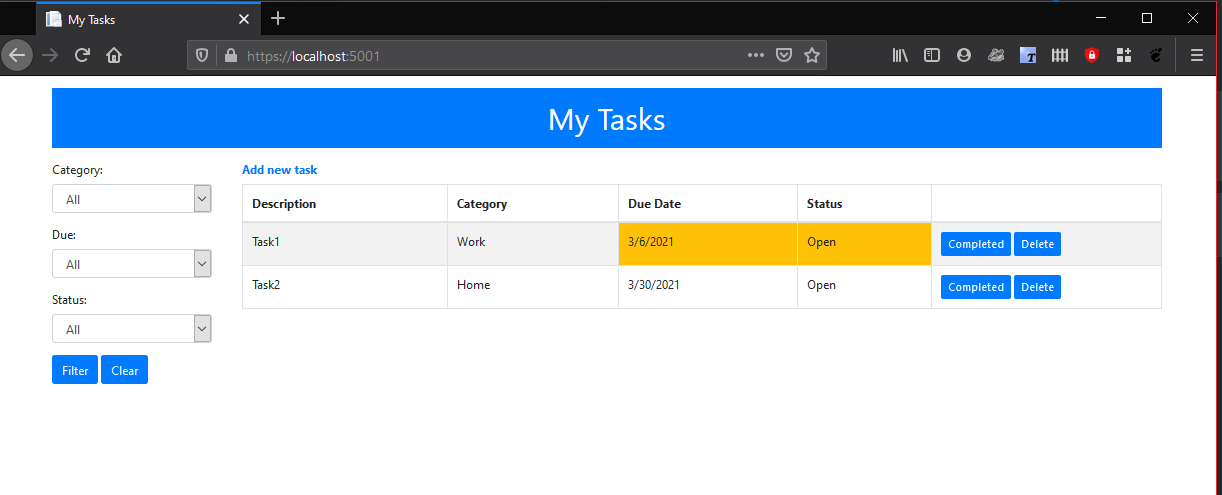 My Tasks
https://localhost:5001
My Tasks
Category:
All
Due:
All
Status:
All
Filter Clear
Add new task
Description Category Due Date Status
Task1 Work 3/6/2021 Open Completed Delete
Task2 Home 3/30/2021 Open Completed Delete